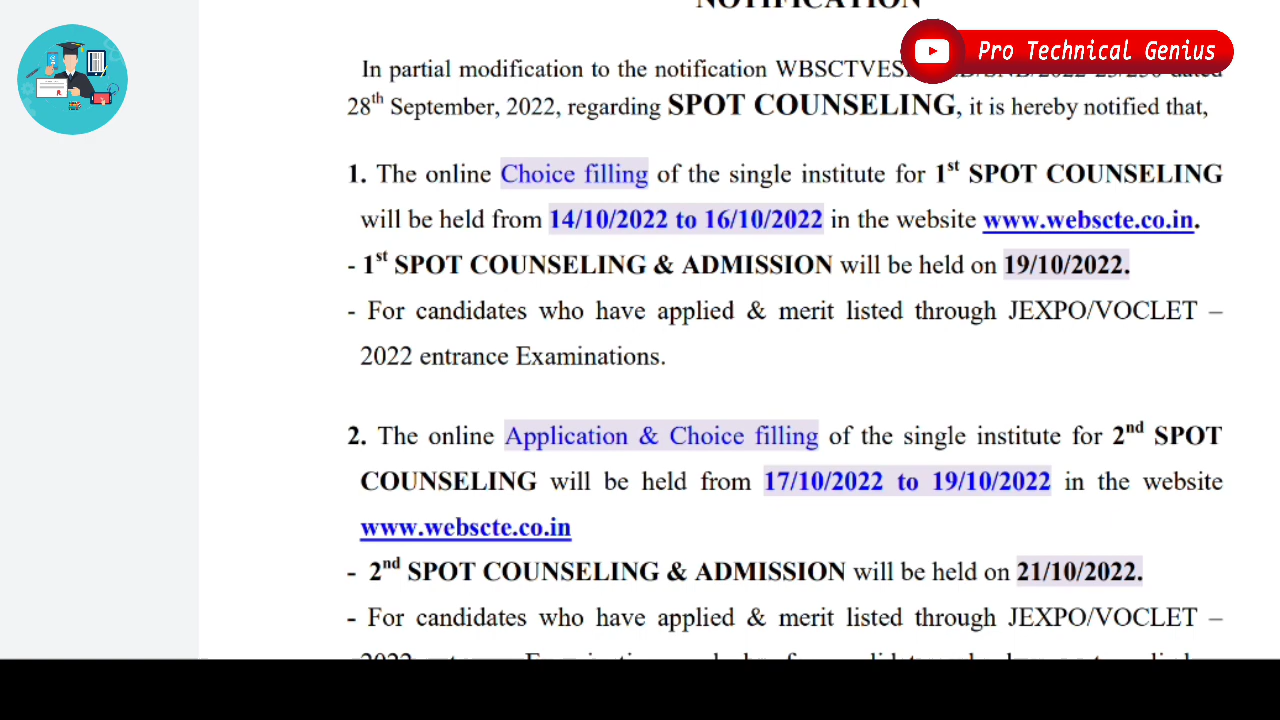 NOTIFICATION
Pro Technical Genius
In partial modification to the notification dated
28th September, 2022, regarding SPOT COUNSELING, it is hereby notified that,
1. The online Choice filling of the single institute for 1st SPOT COUNSELING
will be held from 14/10/2022 to 16/10/2022 in the website www.webscte.co.in.
- 1st SPOT COUNSELING & ADMISSION will be held on 19/10/2022.
- For candidates who have applied & merit listed through JEXPO/VOCLET –
2022 entrance Examinations.
2. The online Application & Choice filling of the single institute for 2nd SPOT
COUNSELING will be held from 17/10/2022 to 19/10/2022 in the website
www.webscte.co.in
- 2nd SPOT COUNSELING & ADMISSION will be held on 21/10/2022.
- For candidates who have applied & merit listed through JEXPO/VOCLET –